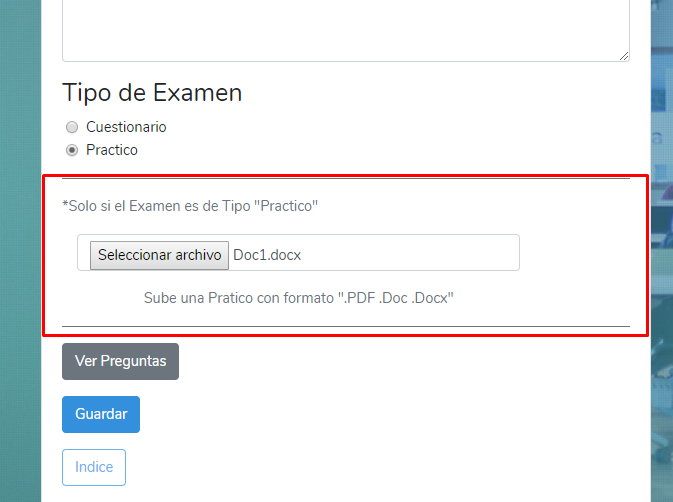 Tipo de Examen
Cuestionario
Practico
*Solo si el Examen es de Tipo "Practico"
Seleccionar archivo Doc1.docx
Sube una Pratico con formato ".PDF .Doc .Docx"
Ver Preguntas
Guardar
Indice